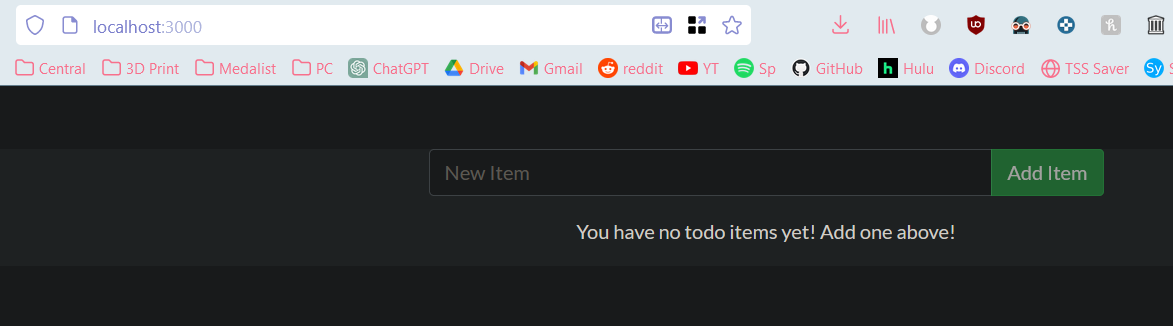 localhost:3000
Central 3D Print Medalist PC ChatGPT Drive Gmail reddit YT Sp GitHub Hulu Discord TSS Saver Sy S
New Item Add Item
You have no todo items yet! Add one above!